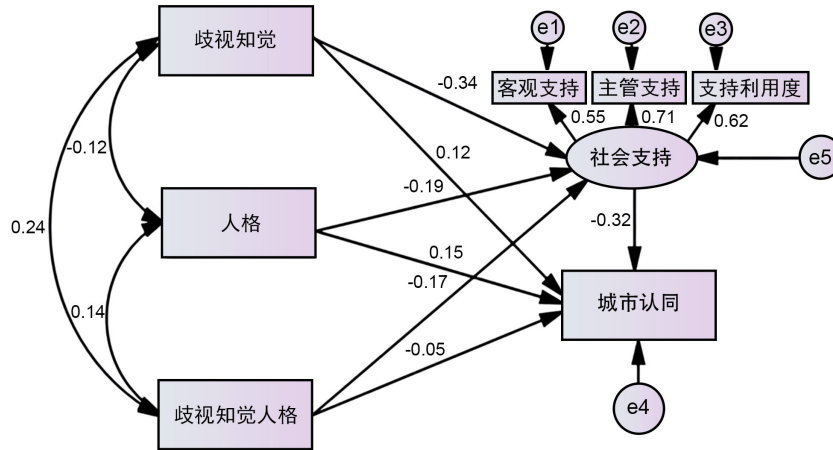 e1
e2
e3
歧视知觉
-0.34
客观支持
主管支持
支持利用度
0.55
0.71
0.62
-0.12
0.12
社会支持
e5
-0.19
人格
0.24
-0.32
0.15
-0.17
0.14
城市认同
-0.05
歧视知觉人格
e4